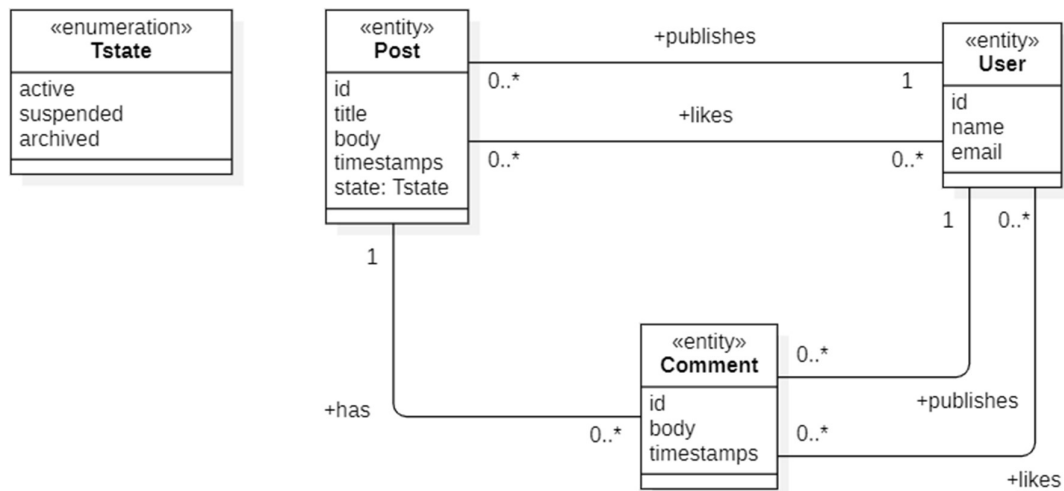 «enumeration»
Tstate
active
suspended
archived
«entity»
Post
id
title
body
timestamps
state: Tstate
+publishes
0..*
1
+likes
0..*
0..*
«entity»
User
id
name
email
1
0..*
1
+has
0..*
«entity»
Comment
id
body
timestamps
0..*
+publishes
0..*
+likes